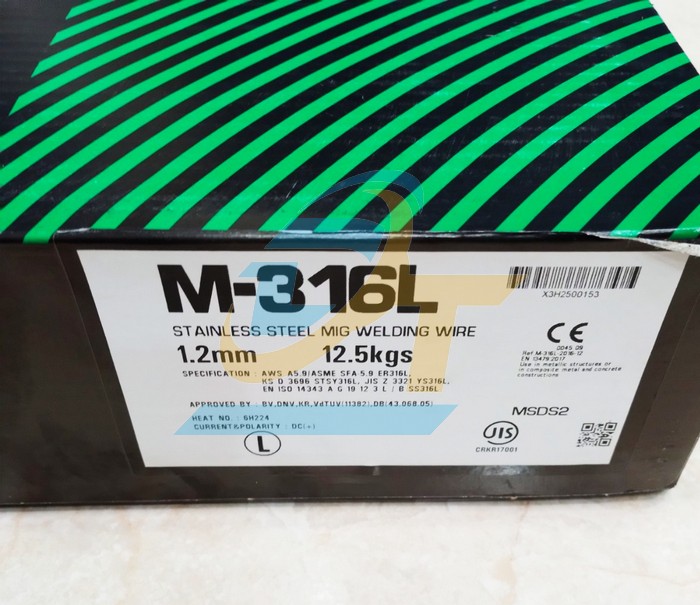 M-316L
X3H2500153
STAINLESS STEEL MIG WELDING WIRE
1.2mm 12.5kgs
SPECIFICATION : AWS A5.9/ASME SFA 5.9 ER316L,
KS D 3696 STSY316L, JIS Z 3321 YS316L,
EN ISO 14343 A G 19 12 3 L / B SS316L
APPROVED BY : BV,DNV,KR,VdTUV(11382),DB(43.068.05)
HEAT NO. : 6H224
CURRENT&POLARITY : DC(+)
L
CE
0045 09
Ref.M-316L-2016-12
EN 13479:2017
Use in metallic structures or
in composite metal and concrete
constructions
MSDS2
JIS
CRKR17001